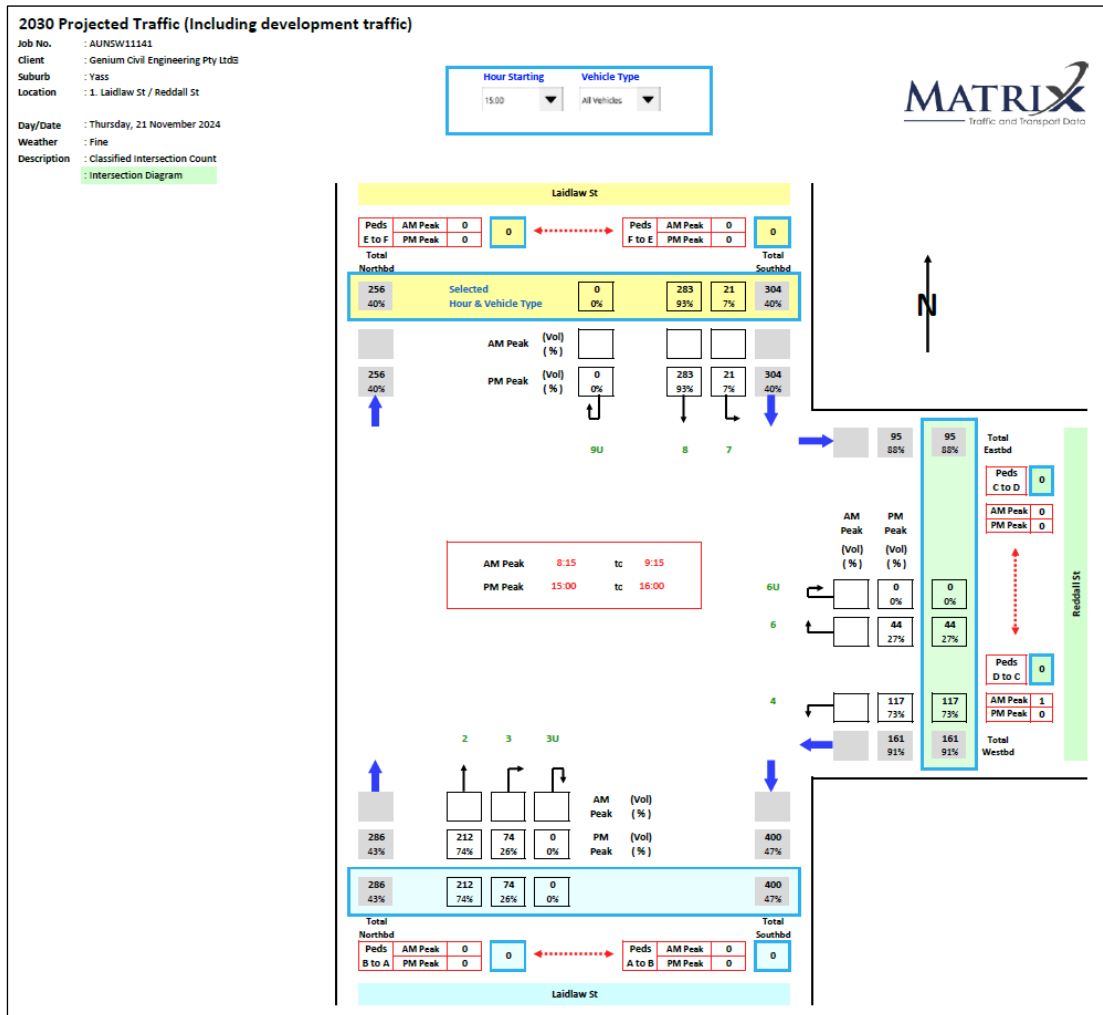 2030 Projected Traffic (Including development traffic)
Job No. : AUNSW11141
Client : Genium Civil Engineering Pty Ltd
Suburb : Yass
Location : 1. Laidlaw St / Reddall St
Day/Date : Thursday, 21 November 2024
Weather : Fine
Description : Classified Intersection Count
: Intersection Diagram
Hour Starting Vehicle Type
15:00 All Vehicles
MATRIX
Traffic and Transport Data
Laidlaw St
Peds AM Peak 0 0 Peds AM Peak 0 0
E to F PM Peak 0 F to E PM Peak 0
Total Total
Northbd Southbd
256 Selected 0 283 21 304
40% Hour & Vehicle Type 0% 93% 7% 40%
AM Peak (Vol)
( % )
256 PM Peak (Vol) 0 283 21 304
40% ( % ) 0% 93% 7% 40%
N
9U 8 7
95 95 Total
88% 88% Eastbd
Peds 0
C to D
AM Peak 0
PM Peak 0
AM PM
Peak Peak
(Vol) (Vol)
( % ) ( % )
AM Peak 8:15 tc 9:15
PM Peak 15:00 tc 16:00
6U 0 0
0% 0%
6 44 44
27% 27%
Reddall St
Peds 0
D to C
4 117 117 AM Peak 1
73% 73% PM Peak 0
161 161 Total
91% 91% Westbd
2 3 3U
AM (Vol)
Peak ( % )
286 212 74 0 PM (Vol) 400
43% 74% 26% 0% Peak ( % ) 47%
286 212 74 0 400
43% 74% 26% 0% 47%
Total Total
Northbd Southbd
Peds AM Peak 0 0 Peds AM Peak 0 0
B to A PM Peak 0 A to B PM Peak 0
Laidlaw St